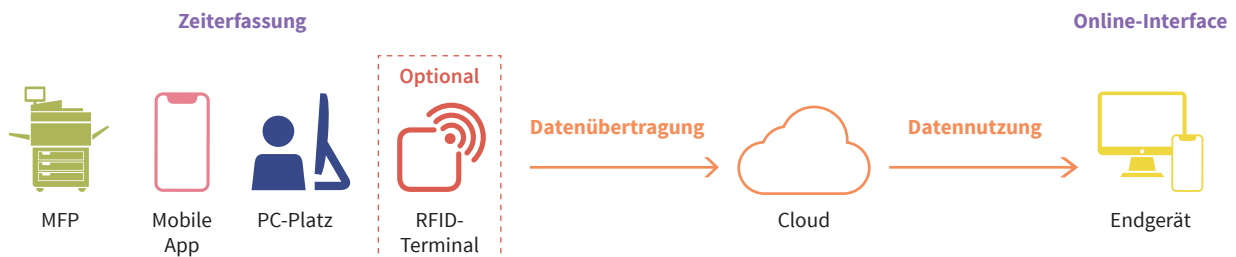 Zeiterfassung
Online-Interface
Optional
Datenübertragung
Datennutzung
MFP
Mobile
App
PC-Platz
RFID-
Terminal
Cloud
Endgerät